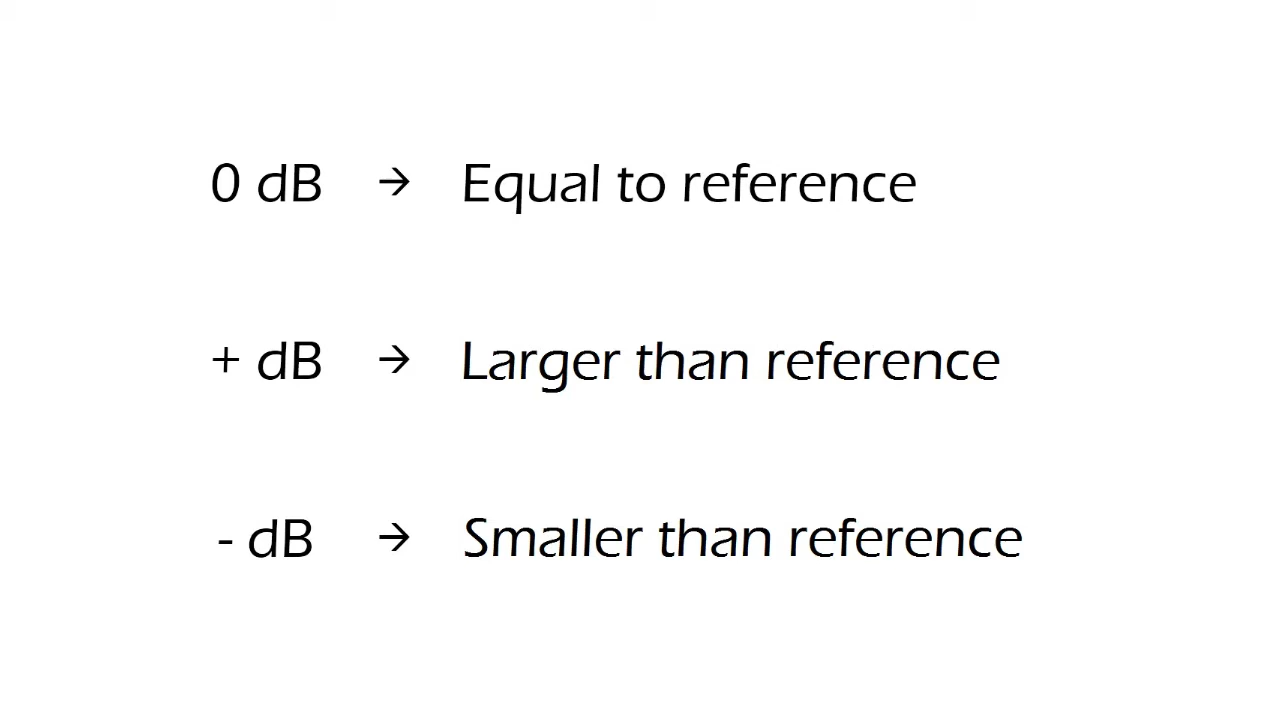 0 dB → Equal to reference
+ dB → Larger than reference
- dB → Smaller than reference